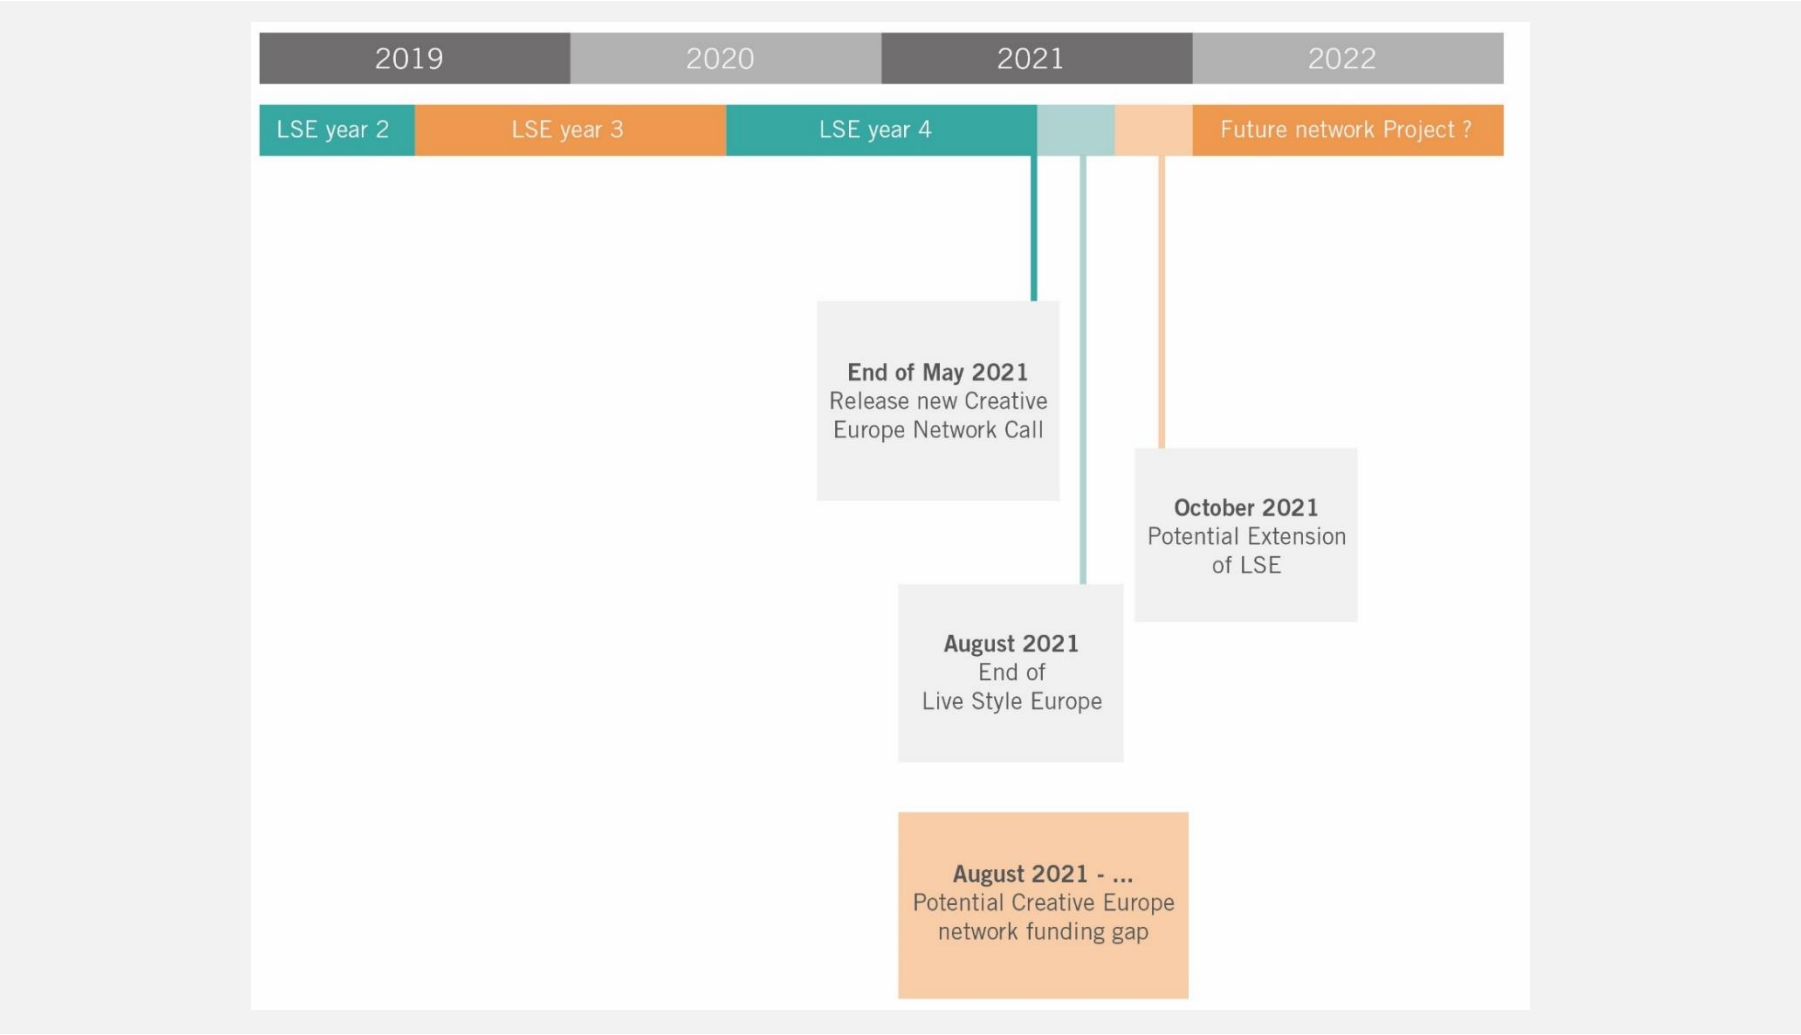 2019 2020 2021 2022
LSE year 2 LSE year 3 LSE year 4 Future network Project ?
End of May 2021
Release new Creative
Europe Network Call
October 2021
Potential Extension
of LSE
August 2021
End of
Live Style Europe
August 2021 - ...
Potential Creative Europe
network funding gap